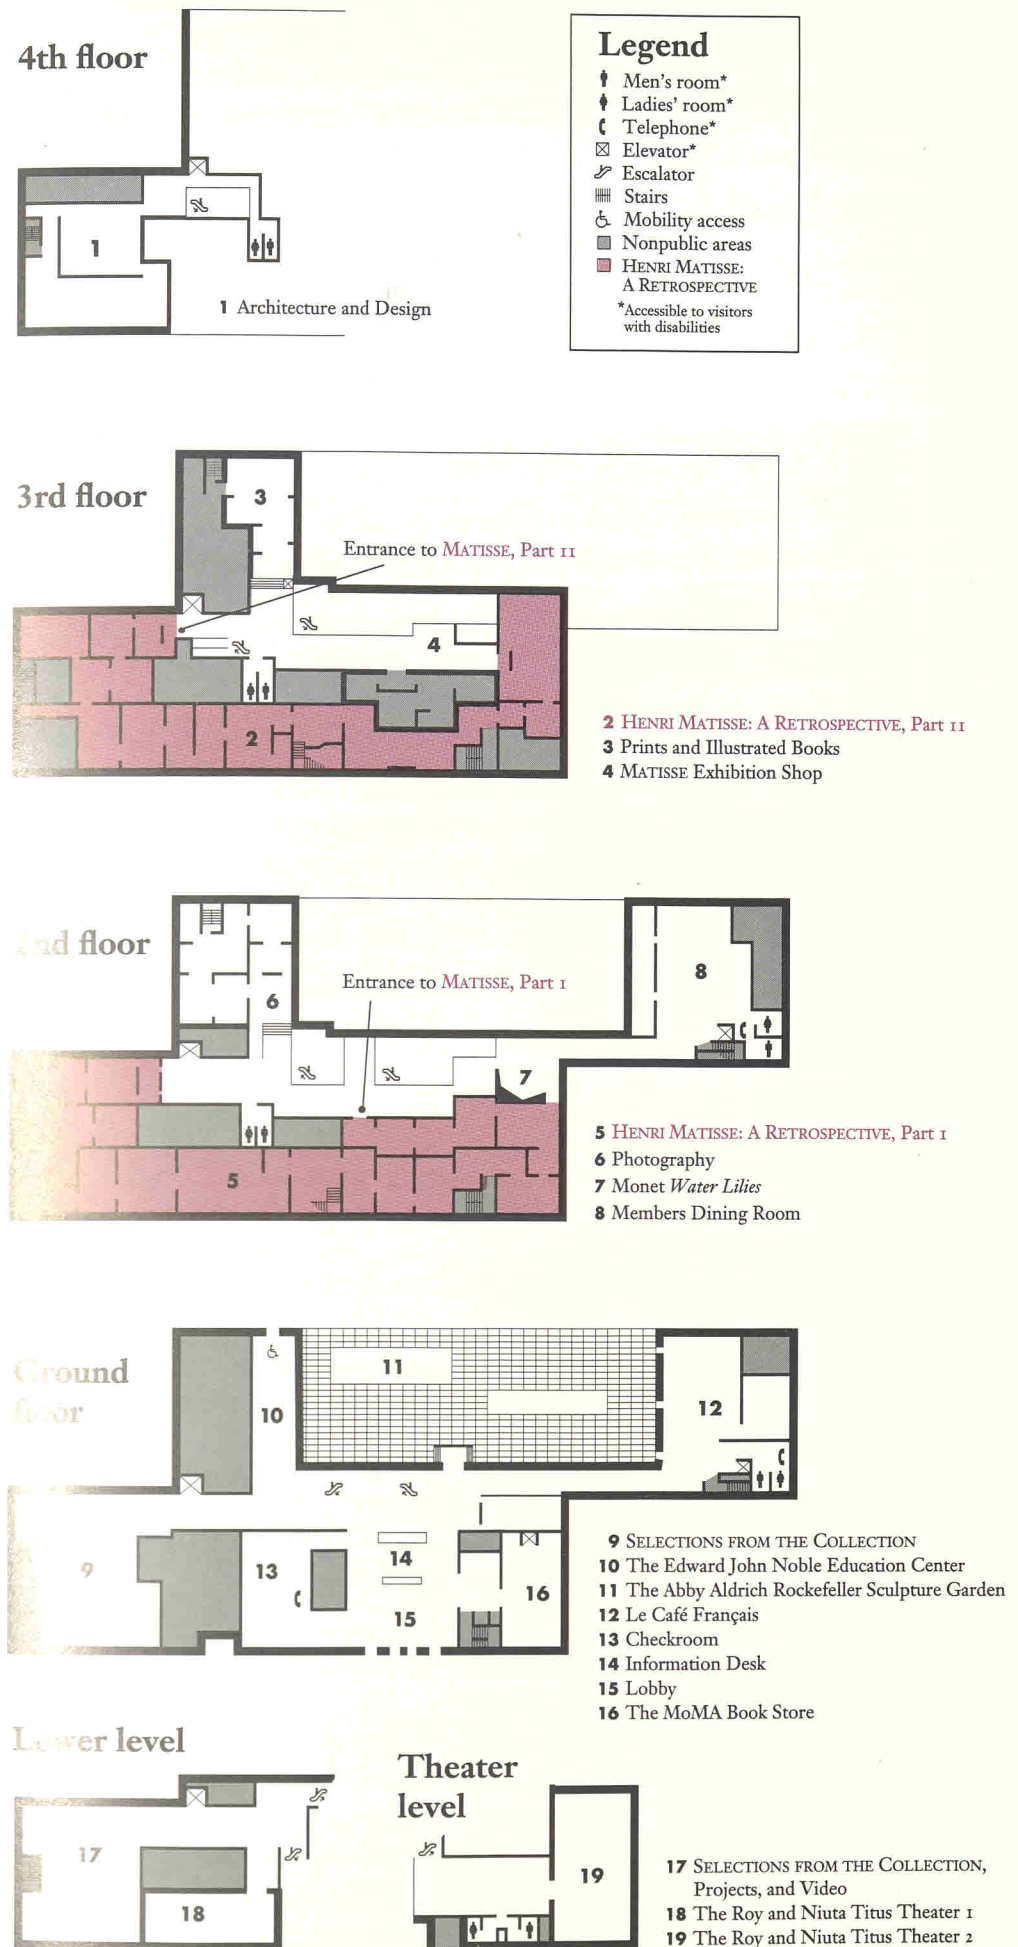 4th floor
1
1 Architecture and Design
Legend
Men's room*
Ladies' room*
Telephone*
Elevator*
Escalator
Stairs
Mobility access
Nonpublic areas
HENRI MATISSE:
A RETROSPECTIVE
*Accessible to visitors
with disabilities
3rd floor
3
Entrance to MATISSE, Part II
4
2
2 HENRI MATISSE: A RETROSPECTIVE, Part II
3 Prints and Illustrated Books
4 MATISSE Exhibition Shop
2nd floor
8
Entrance to MATISSE, Part I
6
7
5
5 HENRI MATISSE: A RETROSPECTIVE, Part I
6 Photography
7 Monet Water Lilies
8 Members Dining Room
Ground
floor
11
10
12
9
13
14
15
16
9 SELECTIONS FROM THE COLLECTION
10 The Edward John Noble Education Center
11 The Abby Aldrich Rockefeller Sculpture Garden
12 Le Café Français
13 Checkroom
14 Information Desk
15 Lobby
16 The MoMA Book Store
Lower level
17
18
Theater
level
19
17 SELECTIONS FROM THE COLLECTION,
Projects, and Video
18 The Roy and Niuta Titus Theater 1
19 The Roy and Niuta Titus Theater 2